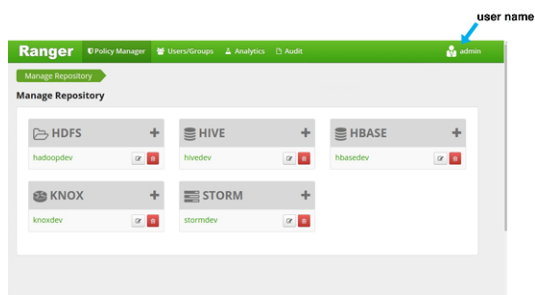 user name
Ranger Policy Manager Users/Groups Analytics Audit admin
Manage Repository
Manage Repository
HDFS + HIVE + HBASE +
hadoopdev hivedev hbasedev
KNOX + STORM +
knoxdev stormdev